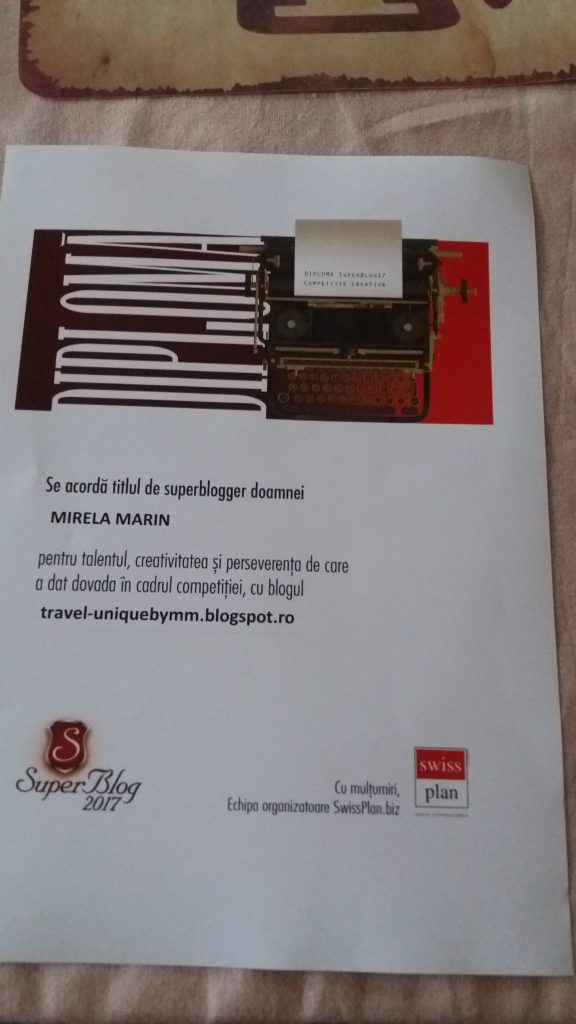 DIPLOMA
DIPLOMA SUPERBLOG17
COMPETITIE CREATIVA
Se acordă titlul de superblogger doamnei
MIRELA MARIN
pentru talentul, creativitatea și perseverența de care
a dat dovada în cadrul competiției, cu blogul
travel-uniquebymm.blogspot.ro
S
SuperBlog
2017
Cu mulțumiri,
Echipa organizatoare SwissPlan.biz
swiss
plan